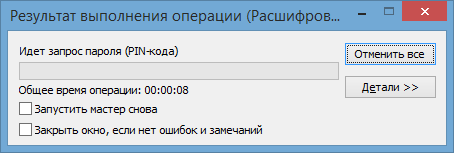 Результат выполнения операции (Расшифров...
Идет запрос пароля (PIN-кода)
Отменить все
Общее время операции: 00:00:08
Детали >>
Запустить мастер снова
Закрыть окно, если нет ошибок и замечаний